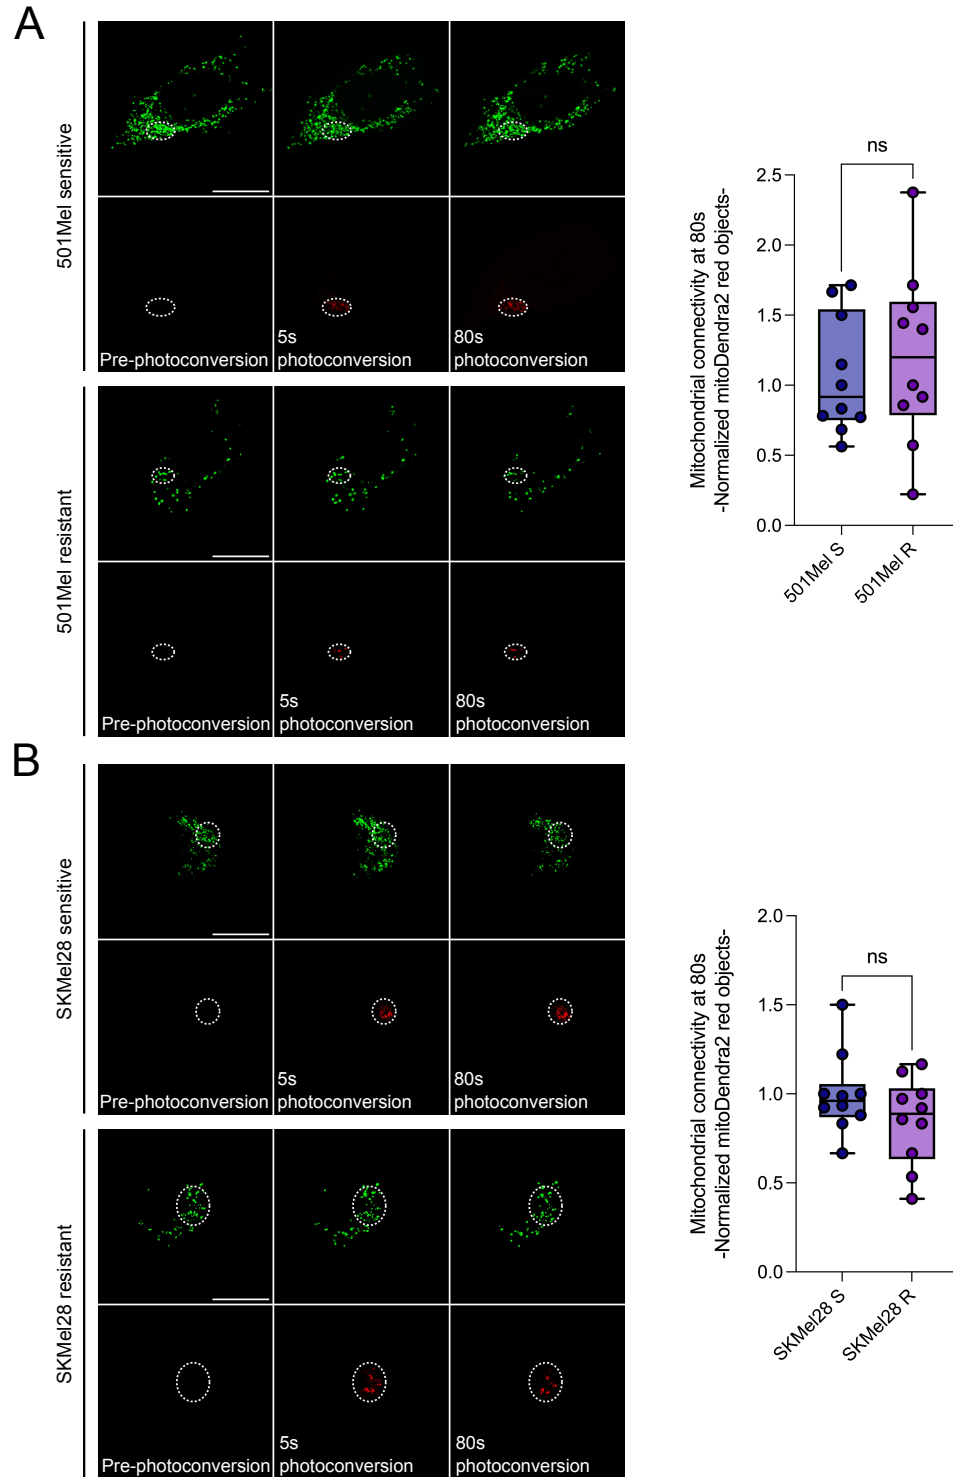 A
501Mel sensitive
Pre-photoconversion
5s
photoconversion
80s
photoconversion
501Mel resistant
Pre-photoconversion
5s
photoconversion
80s
photoconversion
Mitochondrial connectivity at 80s
-Normalized mitoDendra2 red objects-
ns
2.5
2.0
1.5
1.0
0.5
0.0
501Mel S
501Mel R
B
SKMel28 sensitive
Pre-photoconversion
5s
photoconversion
80s
photoconversion
SKMel28 resistant
Pre-photoconversion
5s
photoconversion
80s
photoconversion
Mitochondrial connectivity at 80s
-Normalized mitoDendra2 red objects-
ns
2.0
1.5
1.0
0.5
0.0
SKMel28 S
SKMel28 R